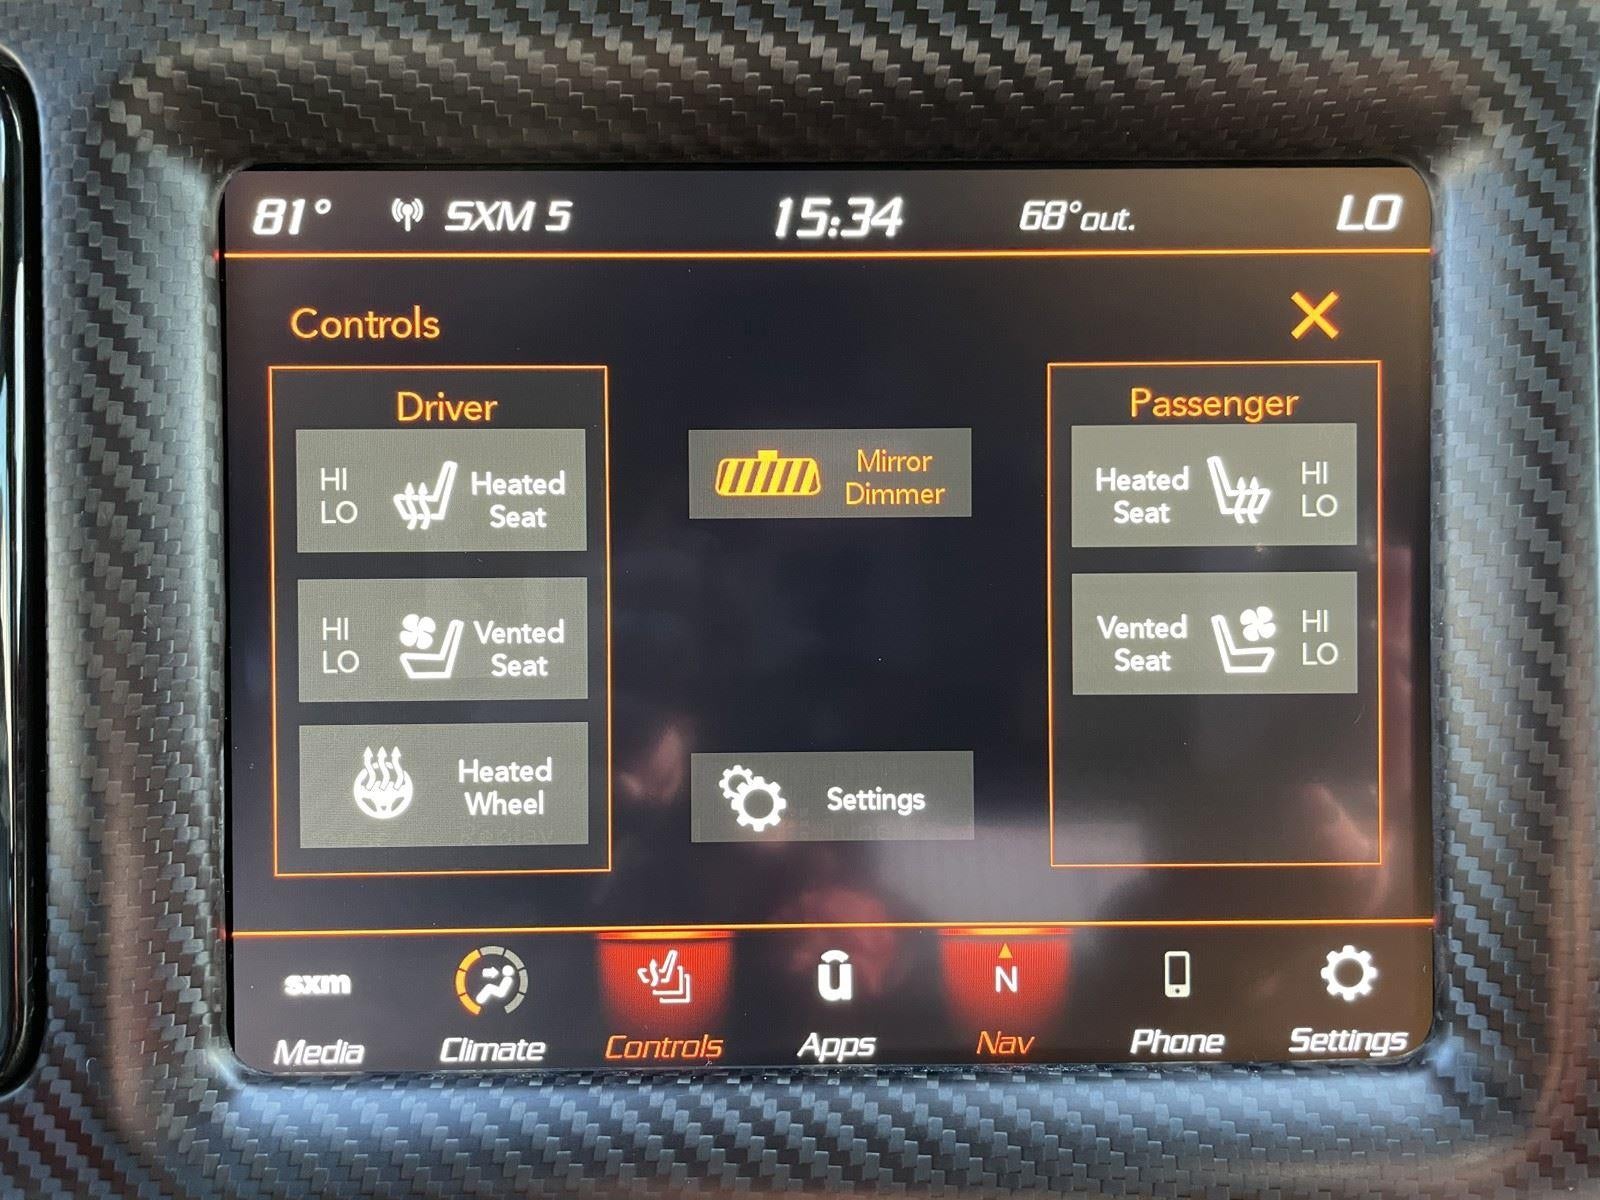 81° SXM 5 15:34 68°out. LO
Controls
Driver
HI
LO
Heated
Seat
HI
LO
Vented
Seat
Heated
Wheel
Mirror
Dimmer
Settings
Passenger
Heated
Seat
HI
LO
Vented
Seat
HI
LO
sxm
Media
Climate
Controls
u
Apps
N
Nav
Phone
Settings